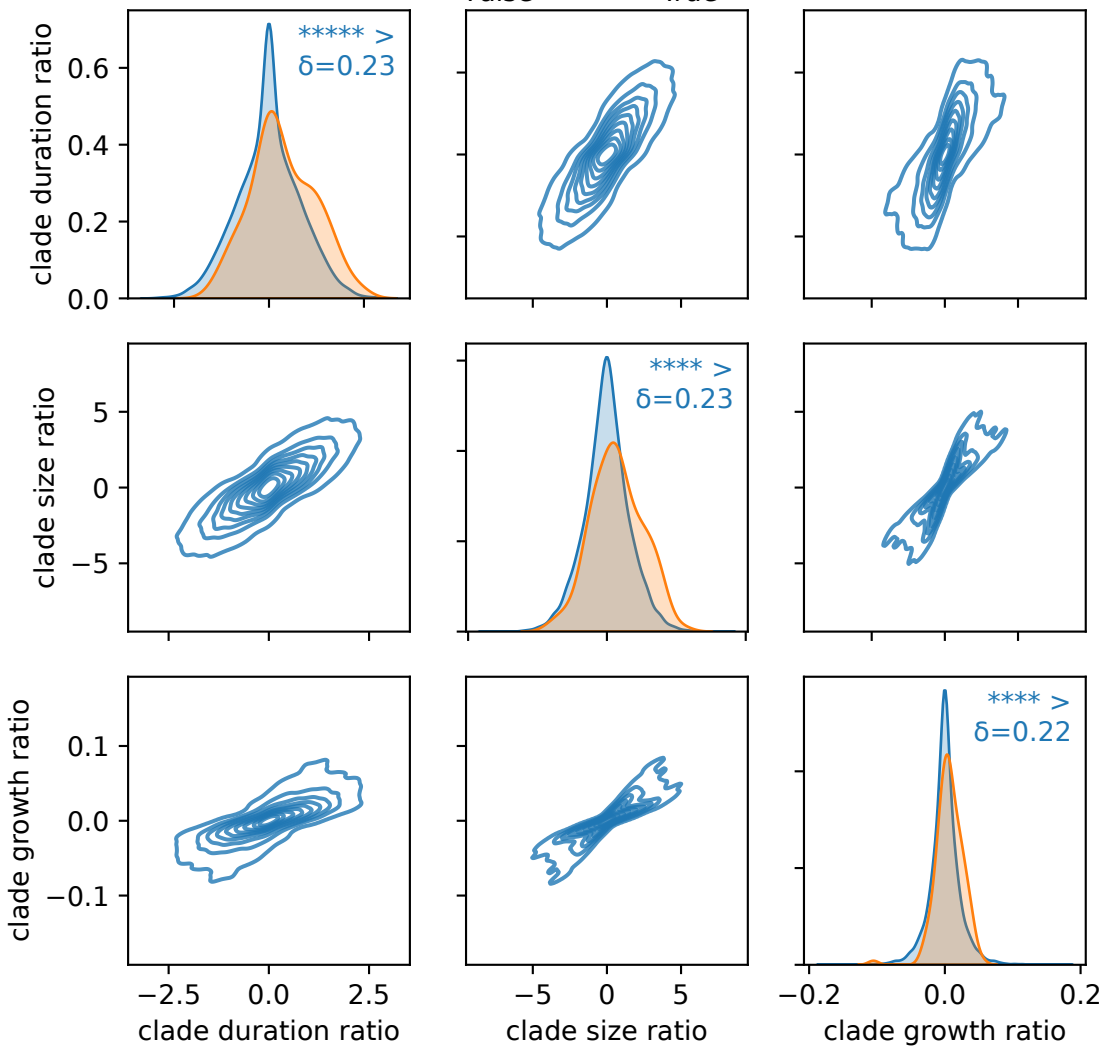 clade duration ratio
0.6
0.4
0.2
0.0
***** >
δ=0.23
clade size ratio
5
0
−5
**** >
δ=0.23
clade growth ratio
0.1
0.0
−0.1
**** >
δ=0.22
−2.5 0.0 2.5
clade duration ratio
−5 0 5
clade size ratio
−0.2 0.0 0.2
clade growth ratio